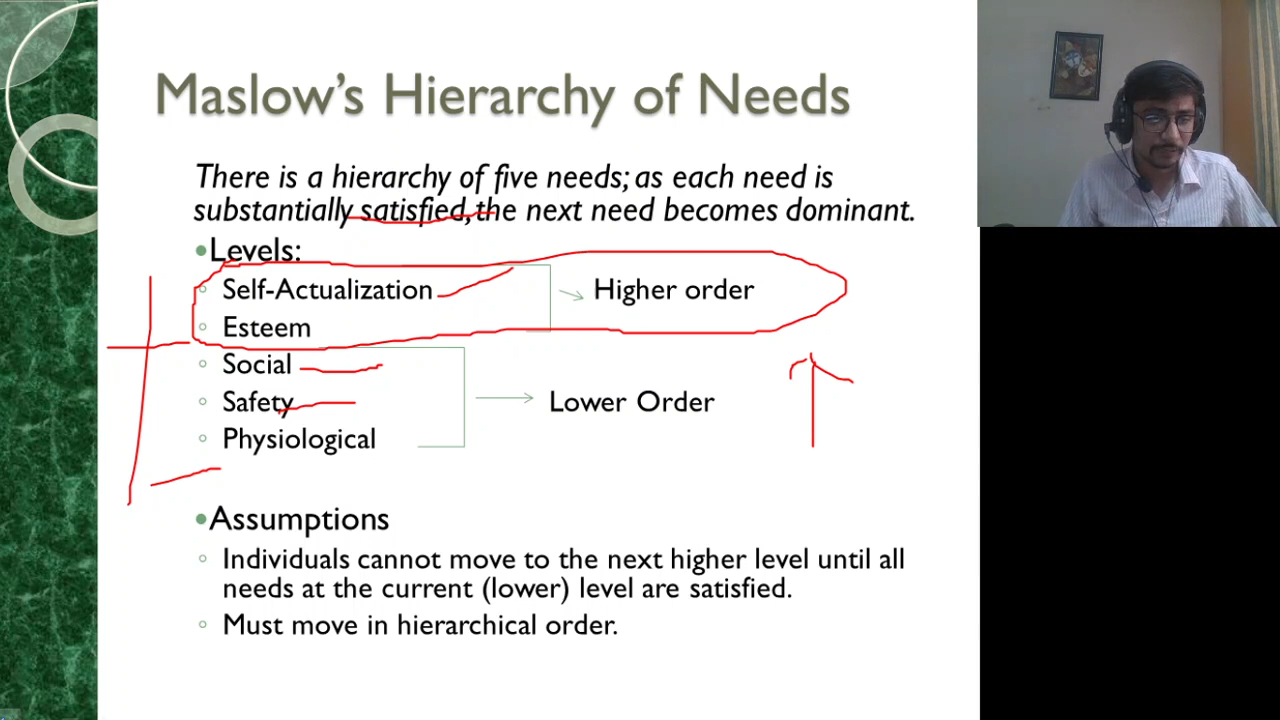 Maslow's Hierarchy of Needs
There is a hierarchy of five needs; as each need is
substantially satisfied, the next need becomes dominant.
•Levels:
◦ Self-Actualization
Higher order
◦ Esteem
◦ Social
◦ Safety
Lower Order
◦ Physiological
•Assumptions
◦ Individuals cannot move to the next higher level until all
needs at the current (lower) level are satisfied.
◦ Must move in hierarchical order.